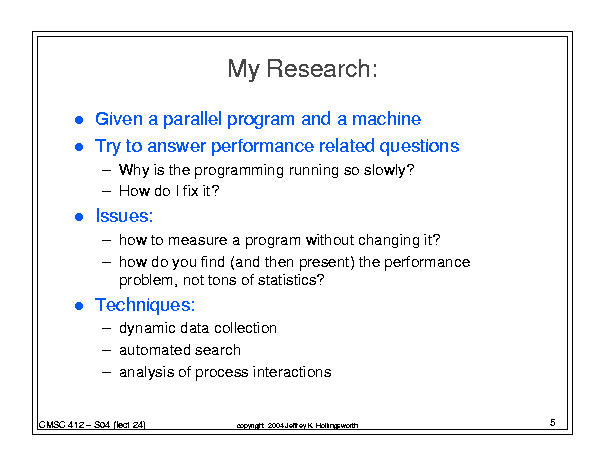 My Research:
● Given a parallel program and a machine
● Try to answer performance related questions
– Why is the programming running so slowly?
– How do I fix it?
● Issues:
– how to measure a program without changing it?
– how do you find (and then present) the performance
problem, not tons of statistics?
● Techniques:
– dynamic data collection
– automated search
– analysis of process interactions
CMSC 412 – S04 (lect 24)
copyright 2004 Jeffrey K. Hollingsworth
5